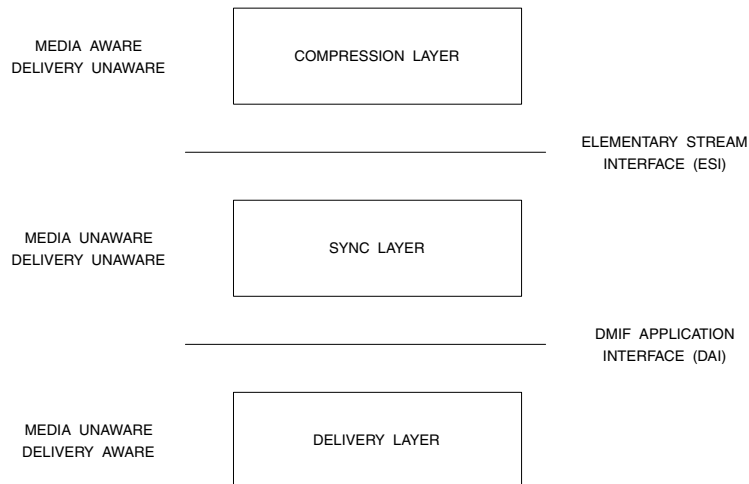 MEDIA AWARE
DELIVERY UNAWARE
COMPRESSION LAYER
ELEMENTARY STREAM
INTERFACE (ESI)
MEDIA UNAWARE
DELIVERY UNAWARE
SYNC LAYER
DMIF APPLICATION
INTERFACE (DAI)
MEDIA UNAWARE
DELIVERY AWARE
DELIVERY LAYER